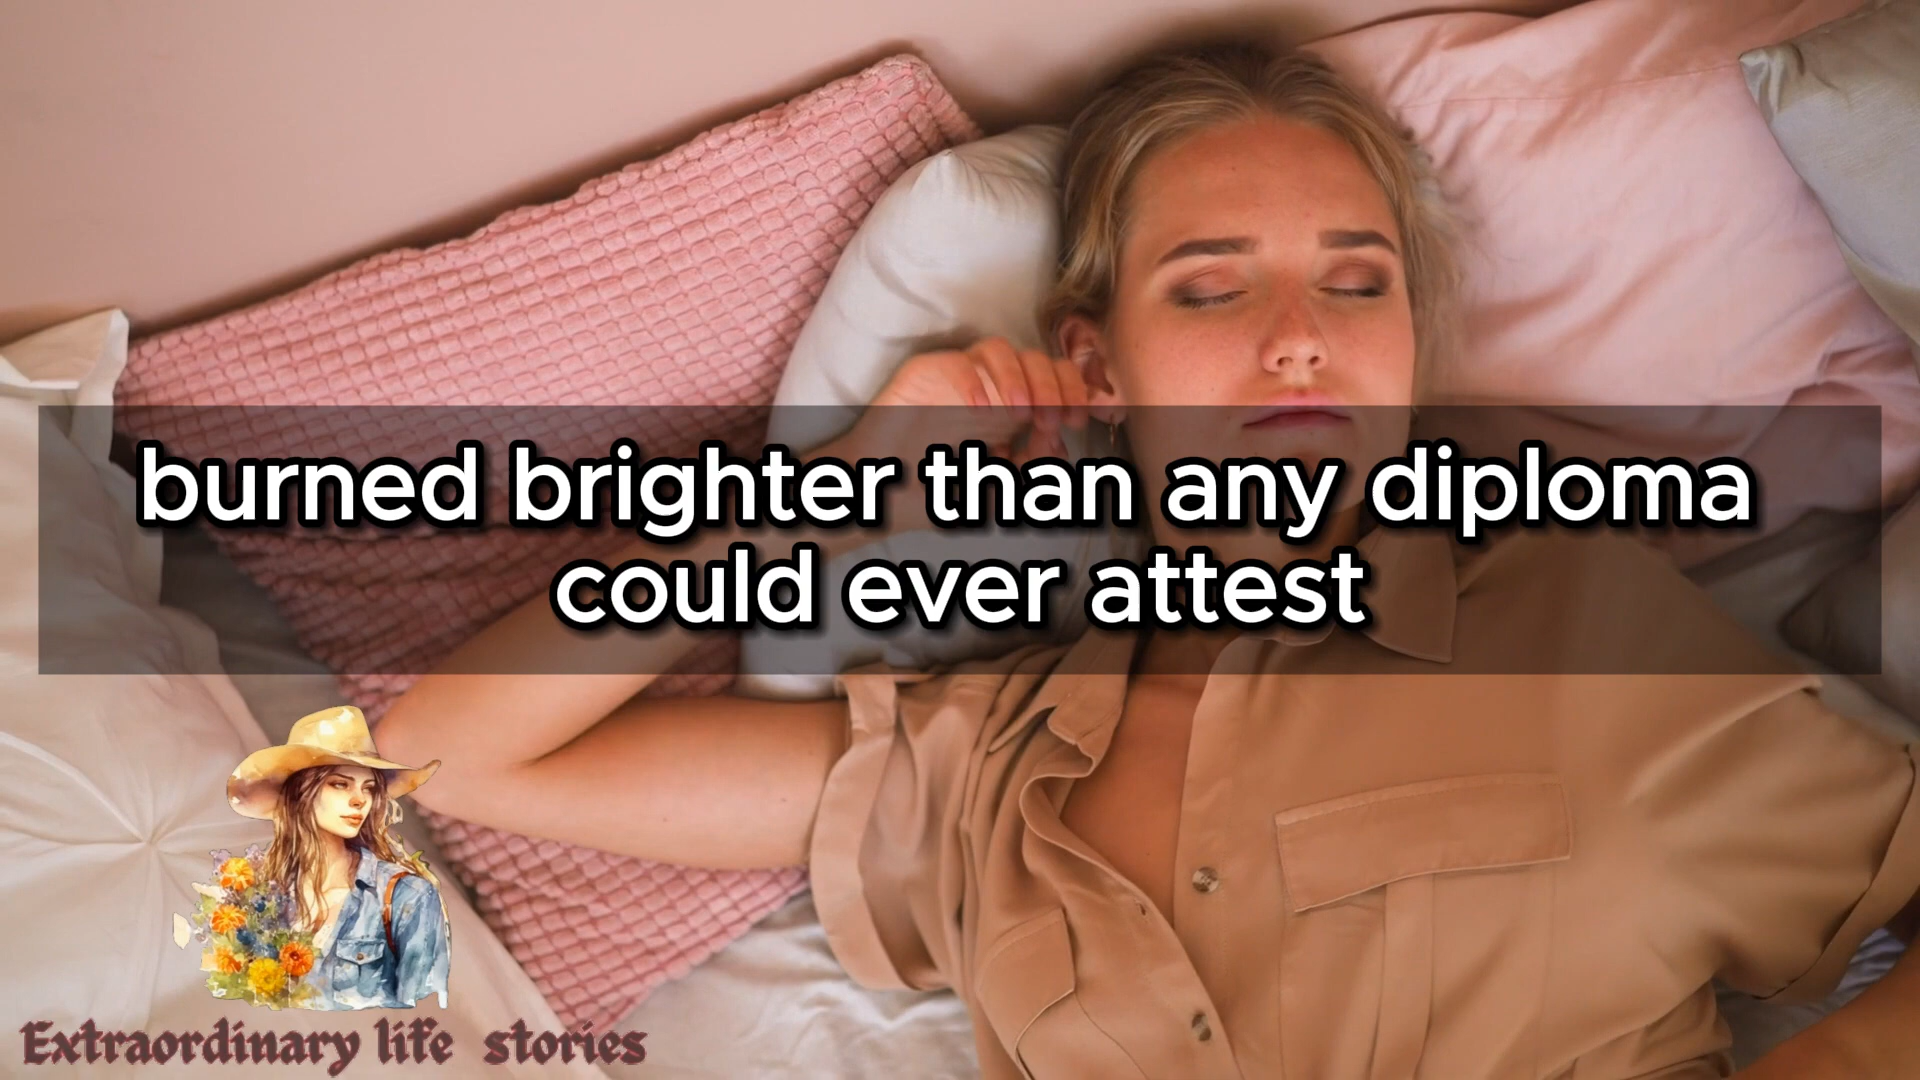 burned brighter than any diploma
could ever attest
Extraordinary life stories